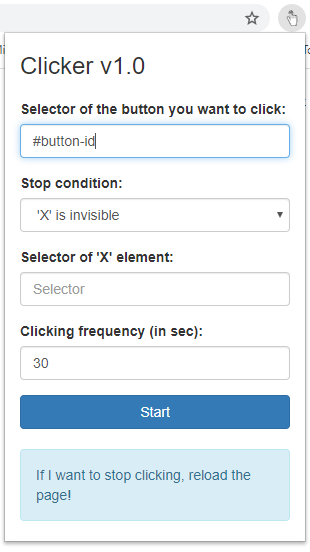 Clicker v1.0
Selector of the button you want to click:
#button-id
Stop condition:
'X' is invisible
Selector of 'X' element:
Selector
Clicking frequency (in sec):
30
Start
If I want to stop clicking, reload the
page!